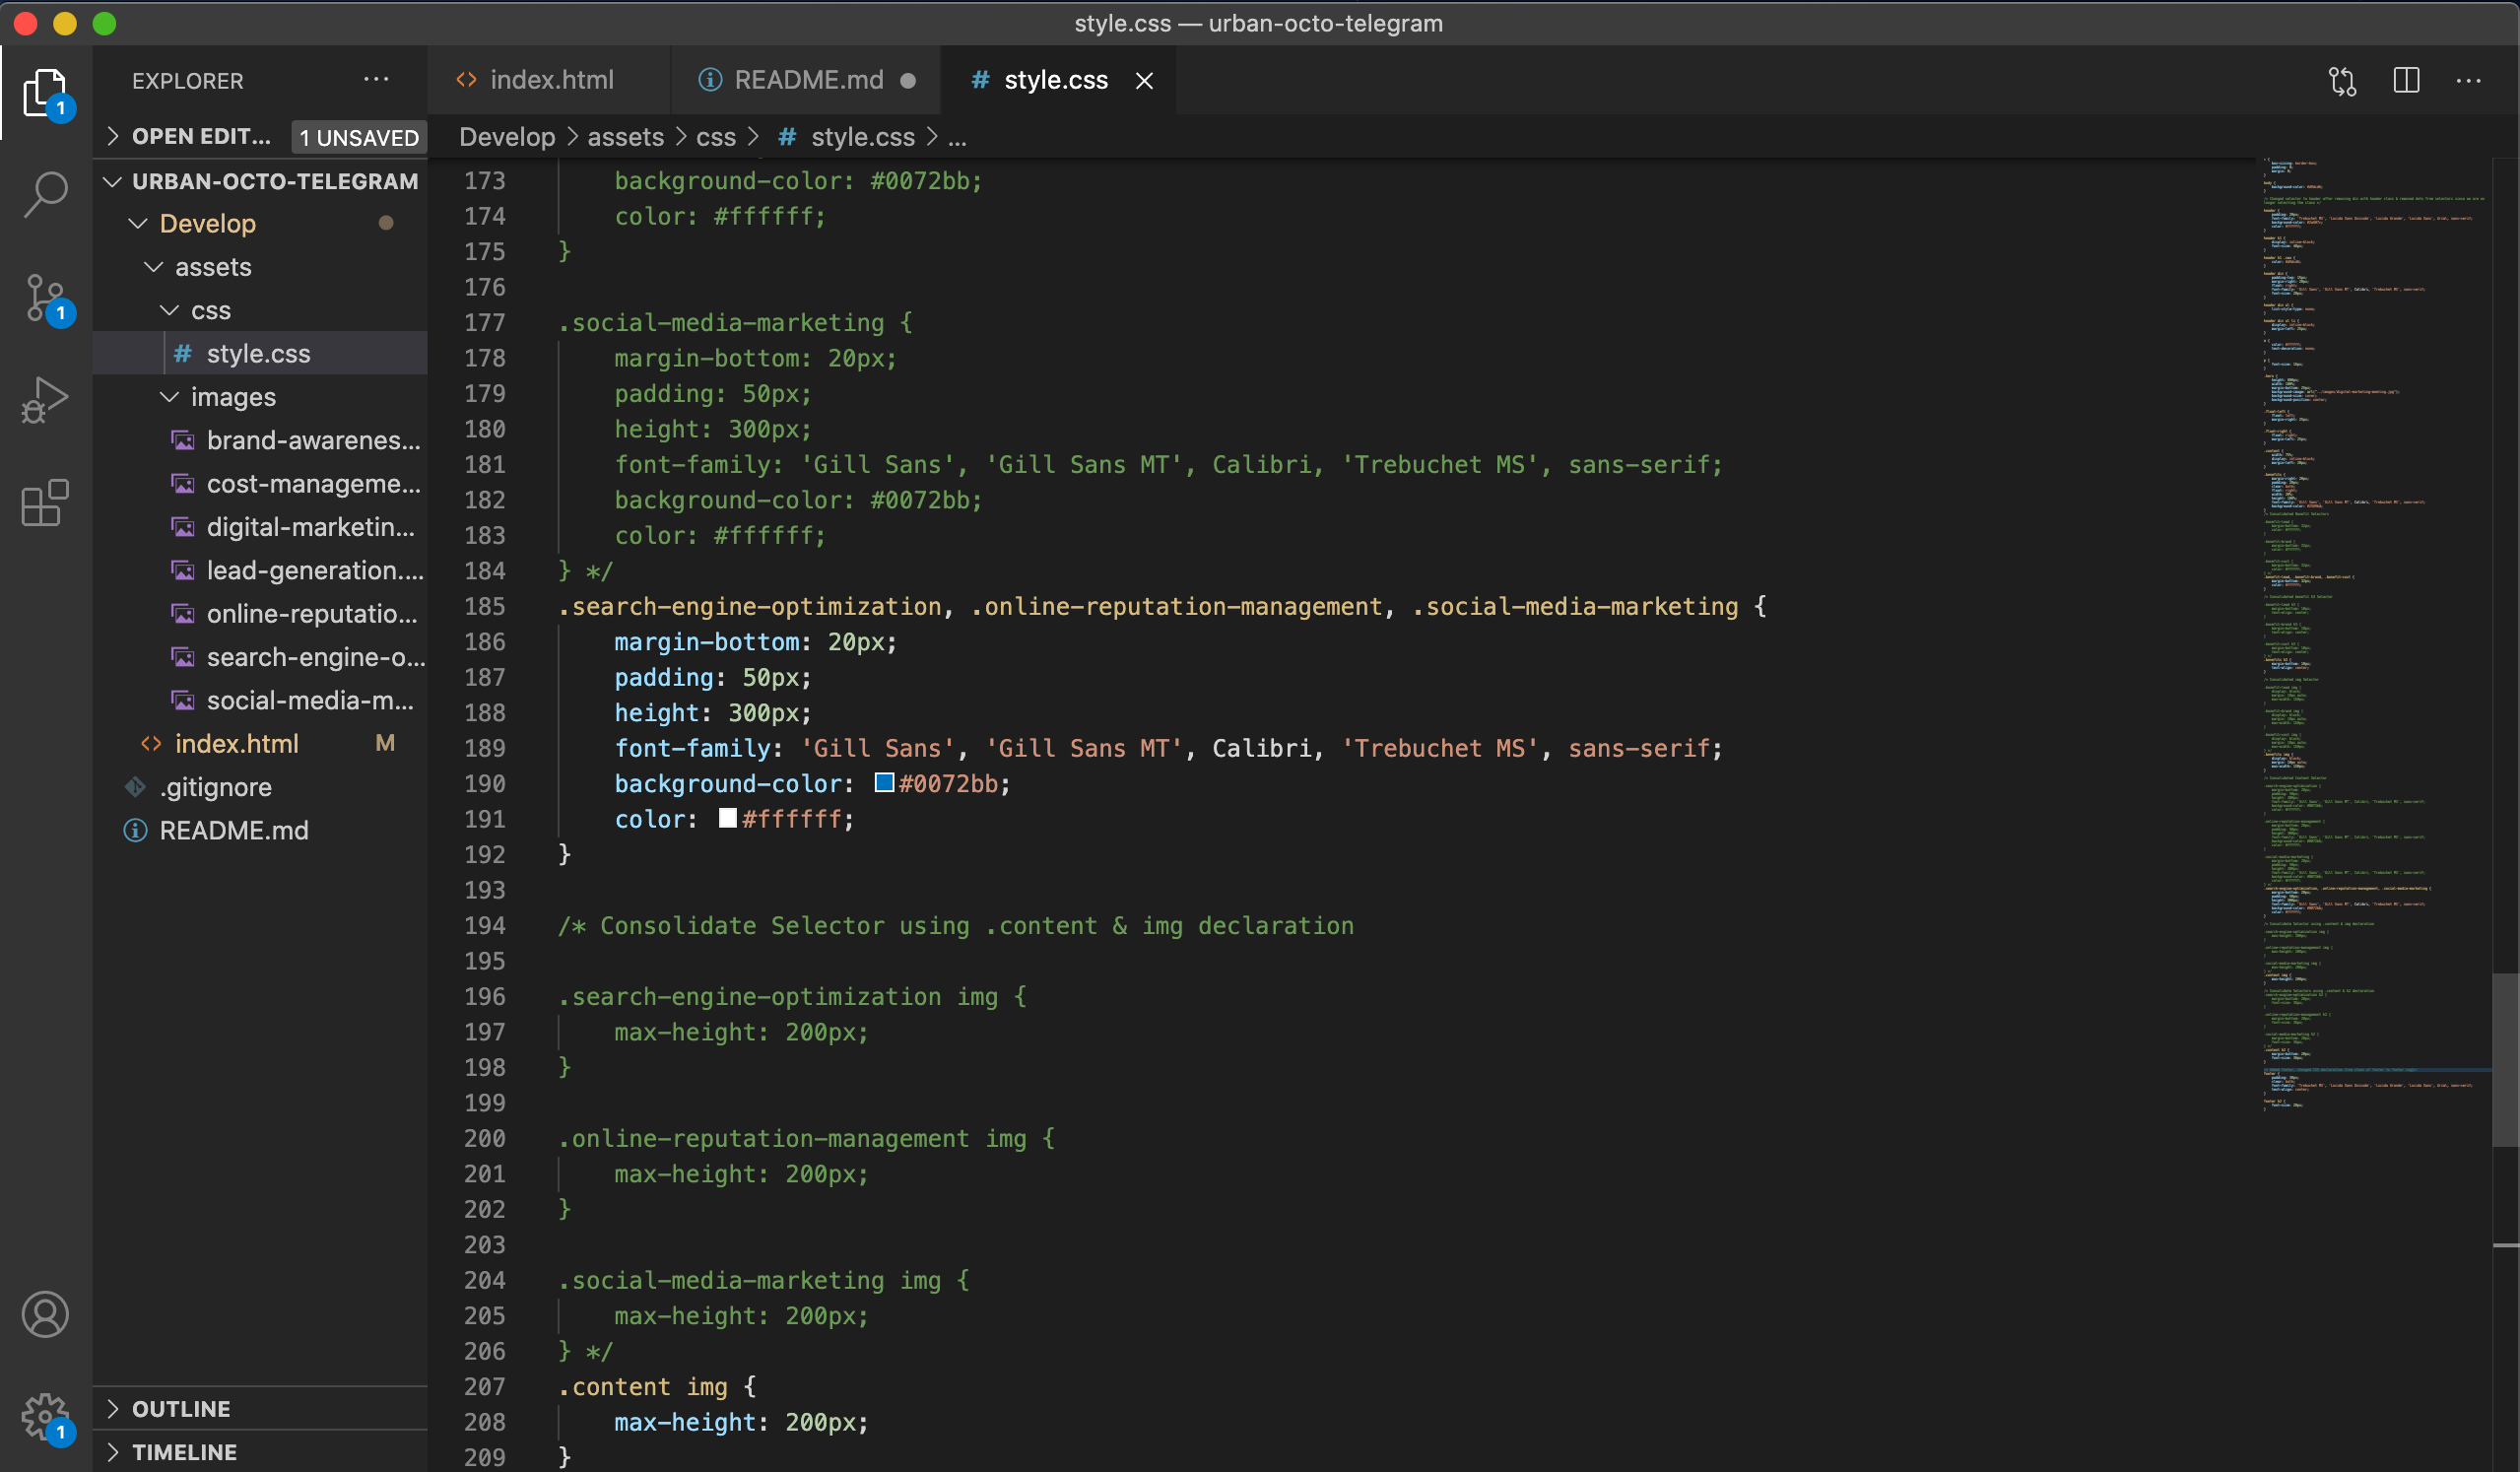 style.css — urban-octo-telegram
EXPLORER
index.html
README.md
style.css
OPEN EDIT...
1 UNSAVED
Develop > assets > css > # style.css > ...
URBAN-OCTO-TELEGRAM
Develop
assets
css
# style.css
images
brand-awarenes...
cost-manageme...
digital-marketin...
lead-generation....
online-reputatio...
search-engine-o...
social-media-m...
index.html M
.gitignore
README.md
OUTLINE
TIMELINE
1
1
1
173 background-color: #0072bb;
174 color: #ffffff;
175 }
176
177 .social-media-marketing {
178 margin-bottom: 20px;
179 padding: 50px;
180 height: 300px;
181 font-family: 'Gill Sans', 'Gill Sans MT', Calibri, 'Trebuchet MS', sans-serif;
182 background-color: #0072bb;
183 color: #ffffff;
184 } */
185 .search-engine-optimization, .online-reputation-management, .social-media-marketing {
186 margin-bottom: 20px;
187 padding: 50px;
188 height: 300px;
189 font-family: 'Gill Sans', 'Gill Sans MT', Calibri, 'Trebuchet MS', sans-serif;
190 background-color: #0072bb;
191 color: #ffffff;
192 }
193
194 /* Consolidate Selector using .content & img declaration
195
196 .search-engine-optimization img {
197 max-height: 200px;
198 }
199
200 .online-reputation-management img {
201 max-height: 200px;
202 }
203
204 .social-media-marketing img {
205 max-height: 200px;
206 } */
207 .content img {
208 max-height: 200px;
209 }